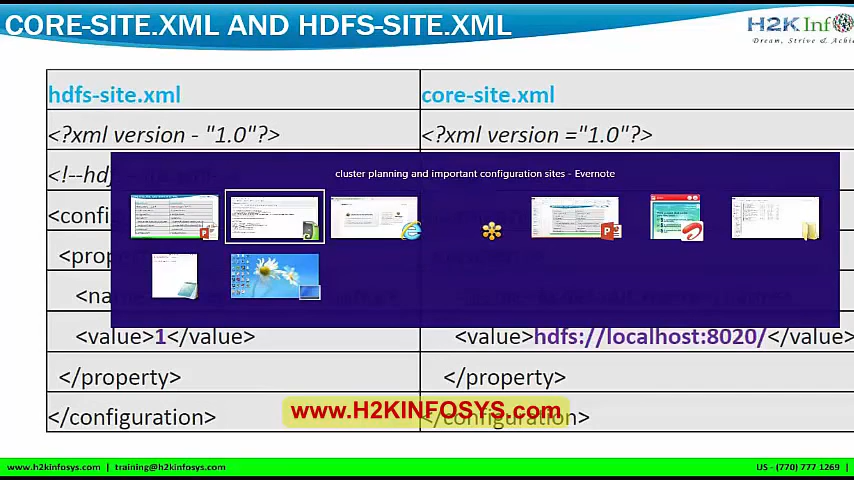 CORE-SITE.XML AND HDFS-SITE.XML
H2K Inf
Dream, Strive & Achi
hdfs-site.xml
core-site.xml
<?xml version - "1.0"?>
<?xml version ="1.0"?>
<!--hd
cluster planning and important configuration sites - Evernote
<conf
<prop
<na
<value>1</value>
<value>hdfs://localhost:8020/</value>
</property>
</property>
</configuration>
</configuration>
www.H2KINFOSYS.com
www.h2kinfosys.com | training@h2kinfosys.com
US - (770) 777 1269 |